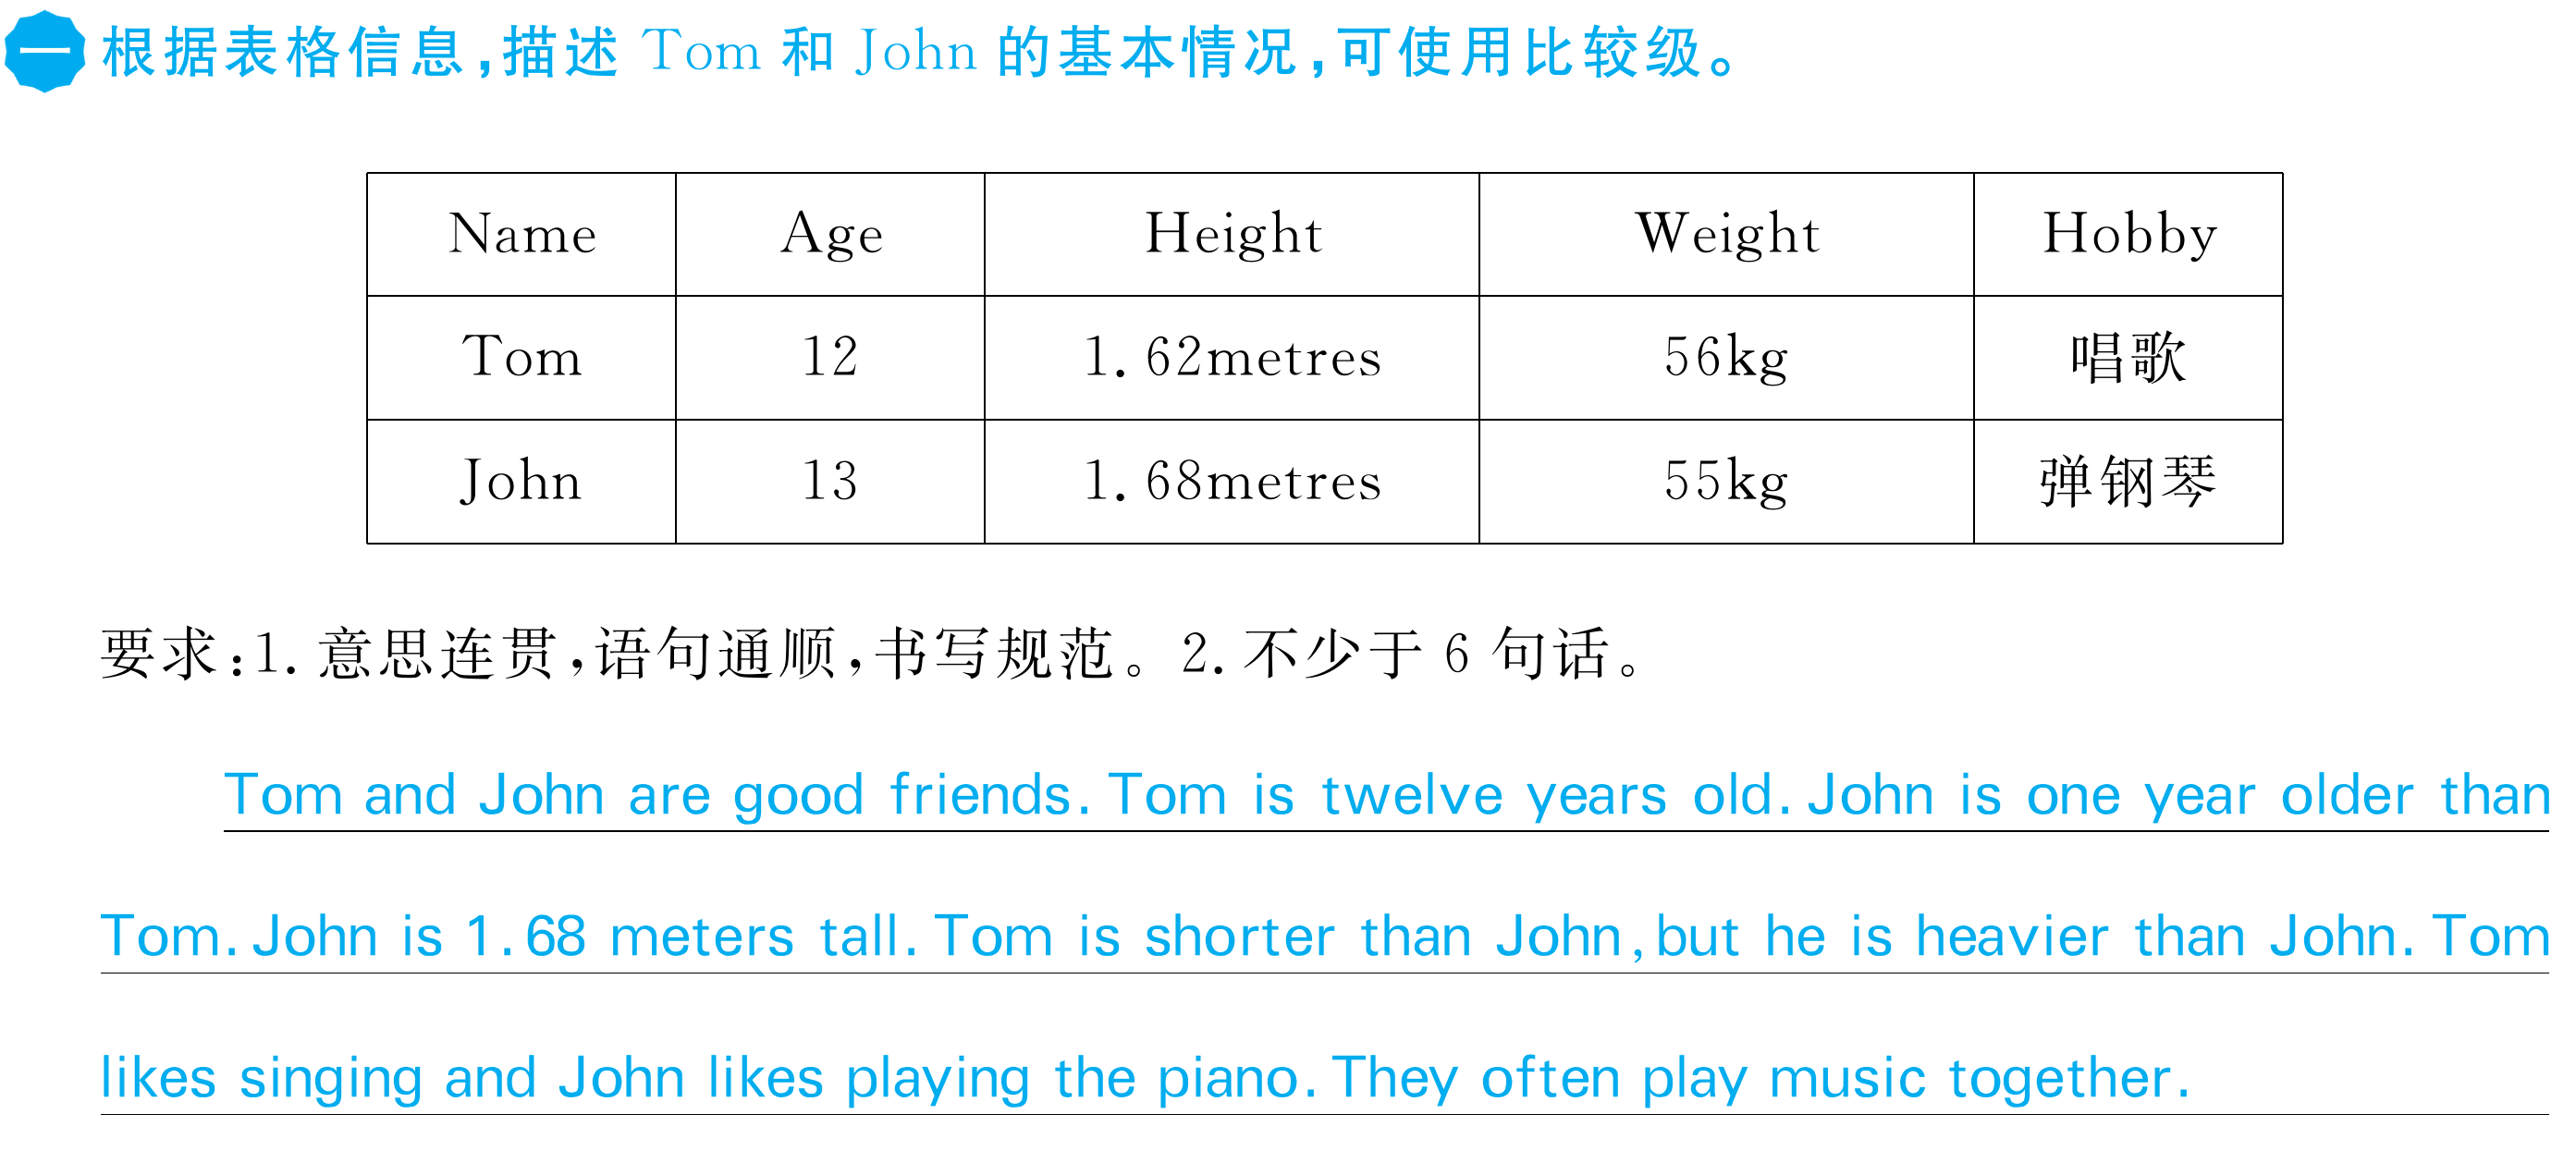 一 根据表格信息,描述 Tom 和 John 的基本情况,可使用比较级。
Name Age Height Weight Hobby
Tom 12 1.62metres 56kg 唱歌
John 13 1.68metres 55kg 弹钢琴
要求:1.意思连贯,语句通顺,书写规范。2.不少于 6 句话。
Tom and John are good friends. Tom is twelve years old. John is one year older than
Tom. John is 1.68 meters tall. Tom is shorter than John, but he is heavier than John. Tom
likes singing and John likes playing the piano. They often play music together.